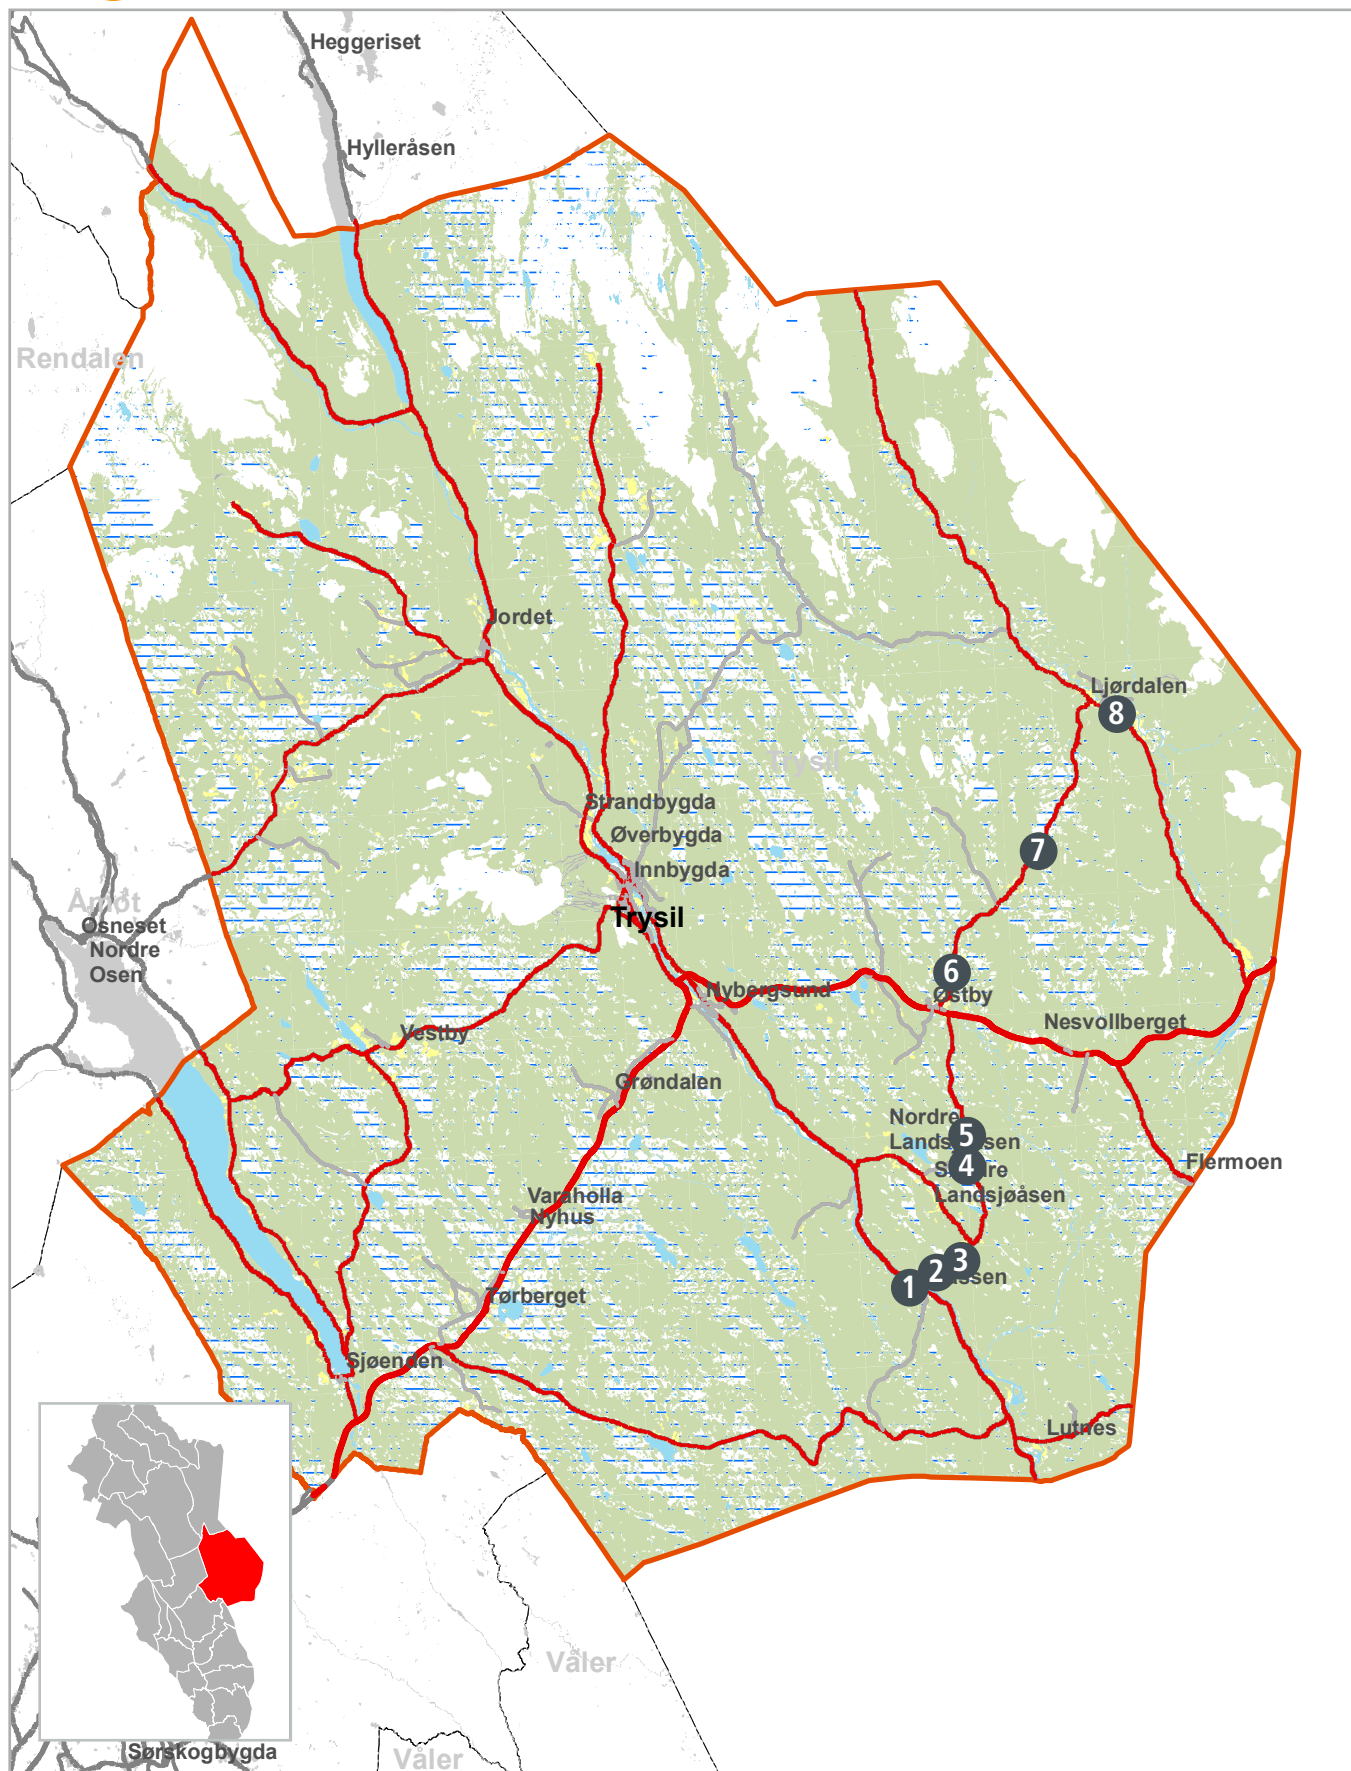 Heggeriset
Hylleråsen
Rendalen
Jordet
Ljørdalen
8
Trysil
Strandbygda
Øverbygda
7
Innbygda
Åmot
Trysil
Osneset
Nordre
Osen
6
Nybergsund
Østby
Nesvollberget
Vestby
Grøndalen
Nordre
5
4
Flermoen
Landsjøåsen
Varaholla
Nyhus
3
2
1
Tørberget
Sjøenden
Lutnes
Våler
Sørskogbygda
Våler